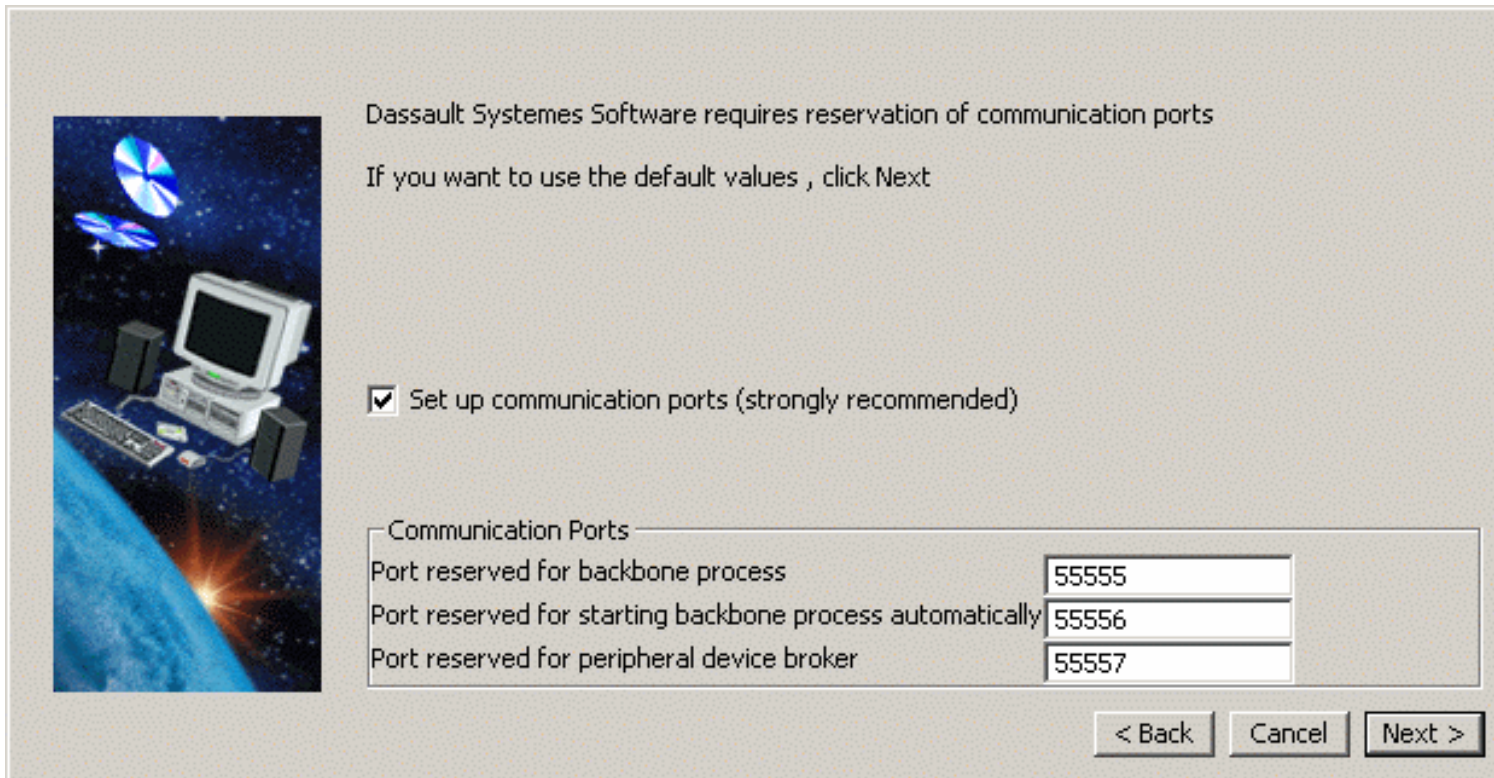 Dassault Systemes Software requires reservation of communication ports
If you want to use the default values , click Next
Set up communication ports (strongly recommended)
Communication Ports
Port reserved for backbone process 55555
Port reserved for starting backbone process automatically 55556
Port reserved for peripheral device broker 55557
< Back Cancel Next >